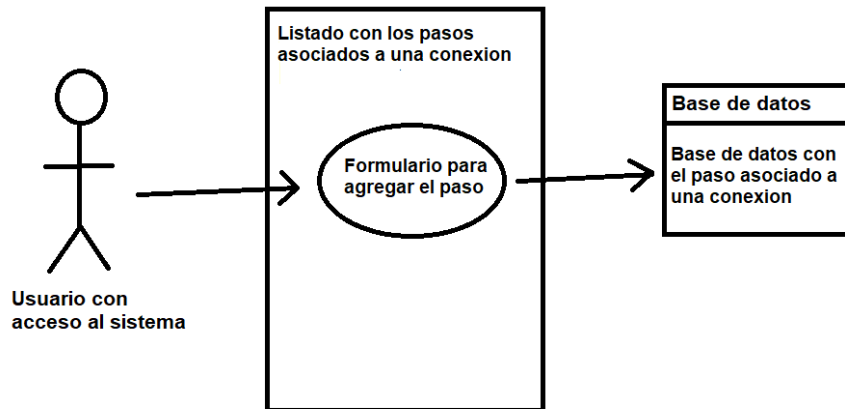 Listado con los pasos
asociados a una conexion
Formulario para
agregar el paso
Base de datos
Base de datos con
el paso asociado a
una conexion
Usuario con
acceso al sistema